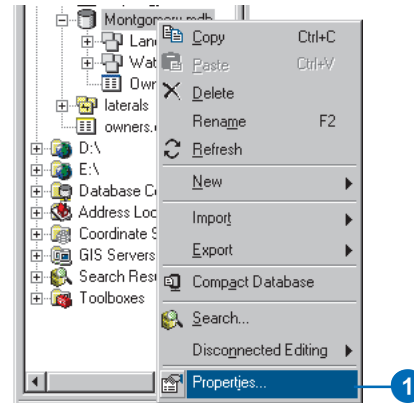 Montgomery.mdb
Copy Ctrl+C
Lan
Paste Ctrl+V
Wat
Delete
Own
Rename F2
laterals
owners.
Refresh
D:\
E:\
New
Database C
Address Loc
Import
Coordinate S
Export
GIS Servers
Compact Database
Search Res
Toolboxes
Search...
Disconnected Editing
Properties...
1